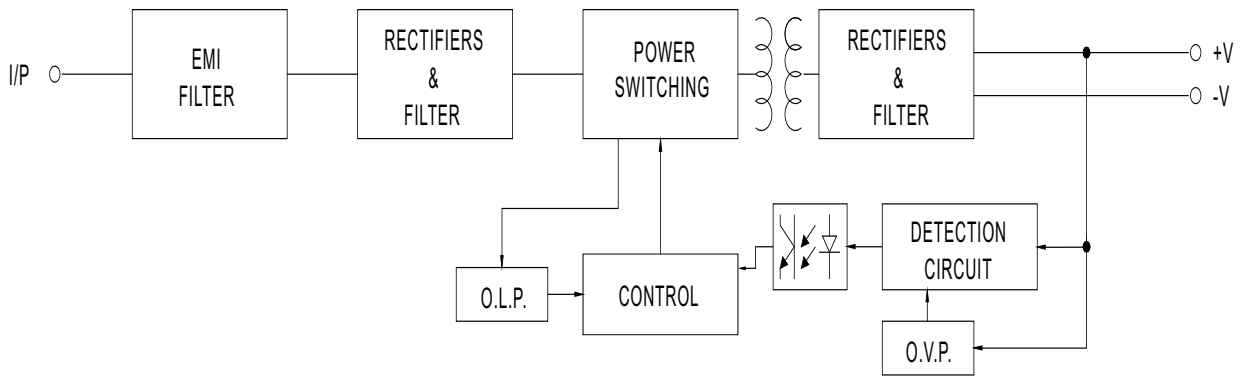 I/P
EMI
FILTER
RECTIFIERS
&
FILTER
POWER
SWITCHING
RECTIFIERS
&
FILTER
+V
-V
O.L.P.
CONTROL
DETECTION
CIRCUIT
O.V.P.